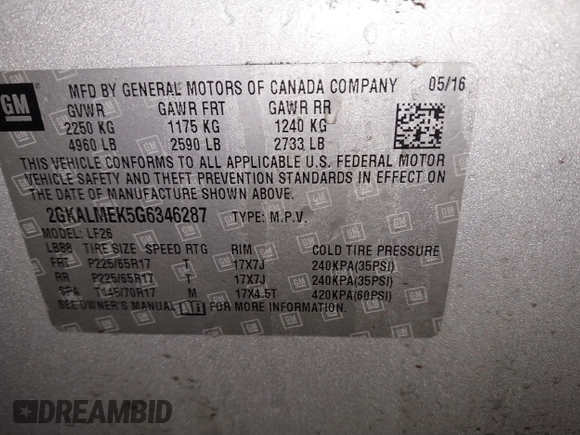 GM
MFD BY GENERAL MOTORS OF CANADA COMPANY 05/16
GVWR GAWR FRT GAWR RR
2250 KG 1175 KG 1240 KG
4960 LB 2590 LB 2733 LB
THIS VEHICLE CONFORMS TO ALL APPLICABLE U.S. FEDERAL MOTOR
VEHICLE SAFETY AND THEFT PREVENTION STANDARDS IN EFFECT ON
THE DATE OF MANUFACTURE SHOWN ABOVE.
2GKALMEK5G6346287 TYPE: M.P.V.
MODEL: LF26
LBBB TIRE SIZE SPEED RTG RIM COLD TIRE PRESSURE
FRT P225/65R17 T 17X7J 240KPA(35PSI)
RR P225/65R17 T 17X7J 240KPA(35PSI)
SPA T145/70R17 M 17X4.5T 420KPA(60PSI)
SEE OWNER'S MANUAL FOR MORE INFORMATION.
DREAMBID